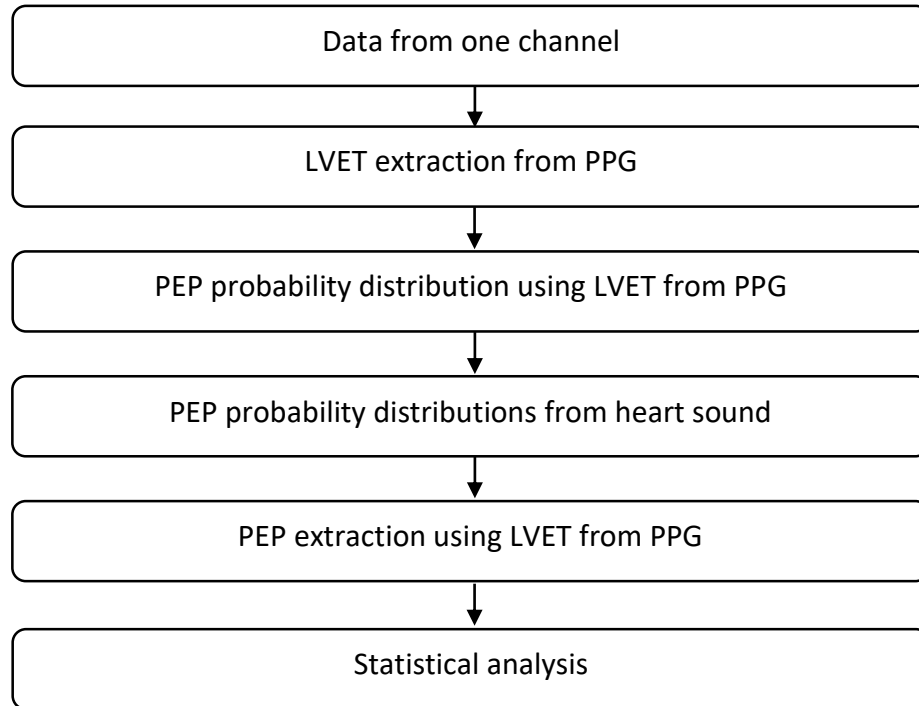 Data from one channel
LVET extraction from PPG
PEP probability distribution using LVET from PPG
PEP probability distributions from heart sound
PEP extraction using LVET from PPG
Statistical analysis